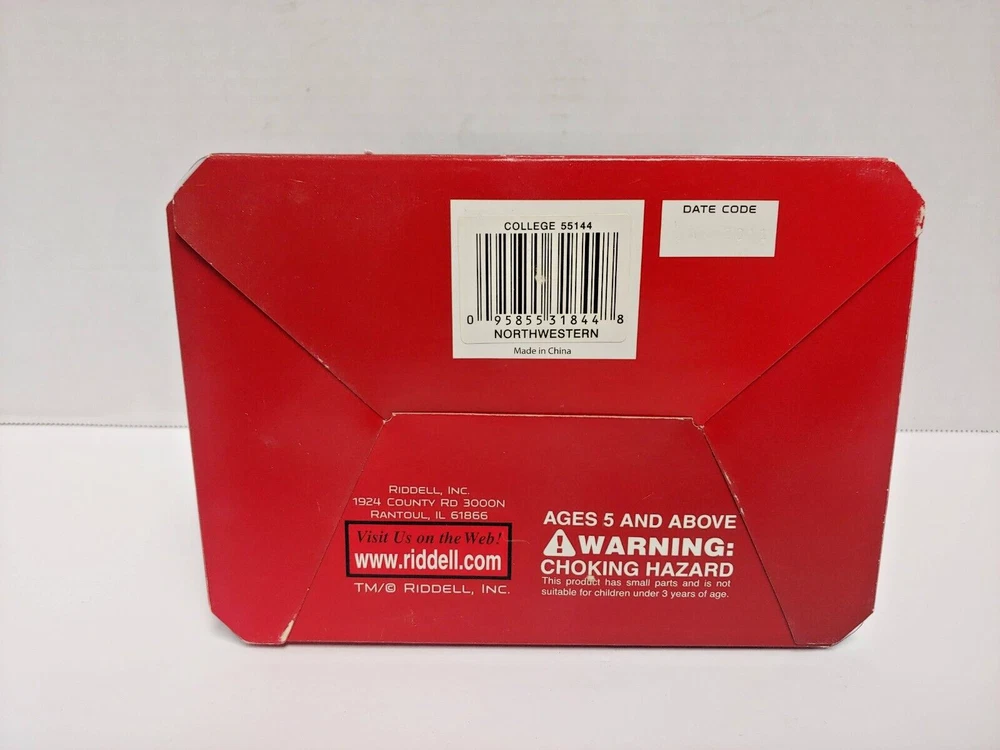 COLLEGE 55144
0 95855 31844 8
NORTHWESTERN
Made in China
DATE CODE
RIDDELL, INC.
1924 COUNTY RD 3000N
RANTOUL, IL 61866
Visit Us on the Web!
www.riddell.com
TM/© RIDDELL, INC.
AGES 5 AND ABOVE
WARNING:
CHOKING HAZARD
This product has small parts and is not
suitable for children under 3 years of age.